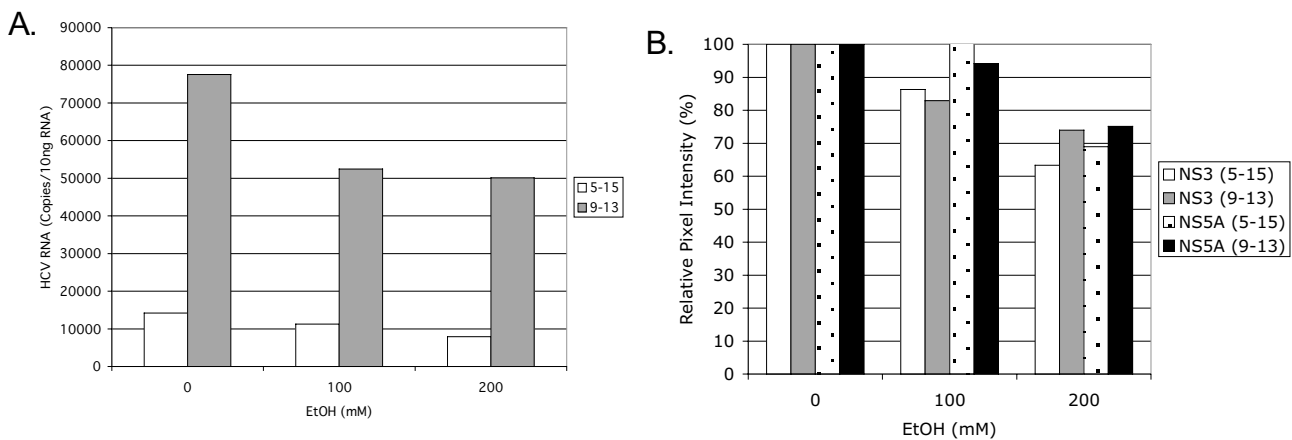 A.
90000
80000
70000
60000
50000
40000
30000
20000
10000
0
HCV RNA (Copies/10ng RNA)
0
100
200
EtOH (mM)
5-15
9-13
B.
100
90
80
70
60
50
40
30
20
10
0
Relative Pixel Intensity (%)
0
100
200
EtOH (mM)
NS3 (5-15)
NS3 (9-13)
NS5A (5-15)
NS5A (9-13)